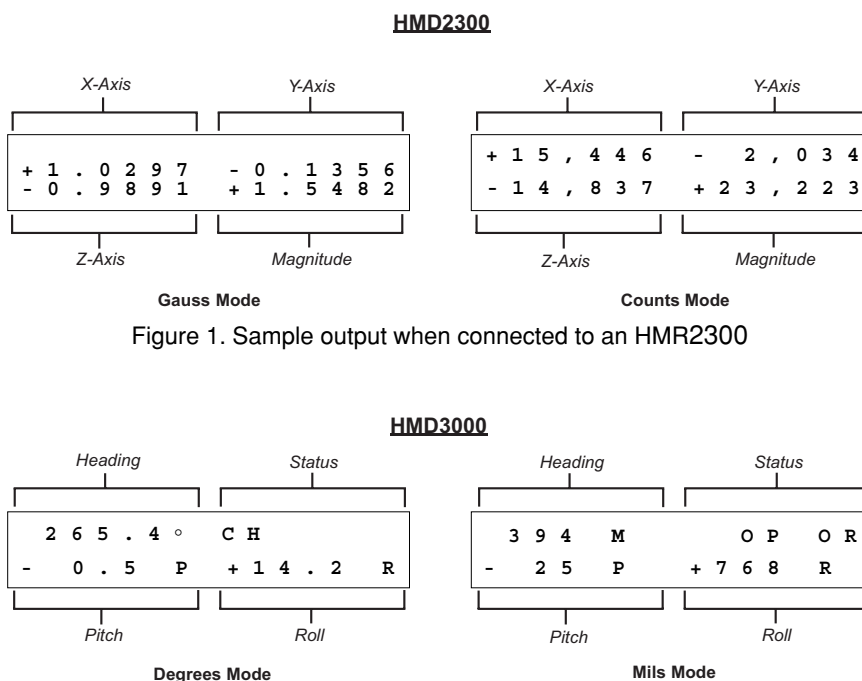 HMD2300
X-Axis Y-Axis X-Axis Y-Axis
+1.0297 -0.1356 +15,446 - 2,034
-0.9891 +1.5482 -14,837 +23,223
Z-Axis Magnitude Z-Axis Magnitude
Gauss Mode Counts Mode
Figure 1. Sample output when connected to an HMR2300
HMD3000
Heading Status Heading Status
265.4° CH 394 M OP OR
- 0.5 P +14.2 R - 25 P +768 R
Pitch Roll Pitch Roll
Degrees Mode Mils Mode